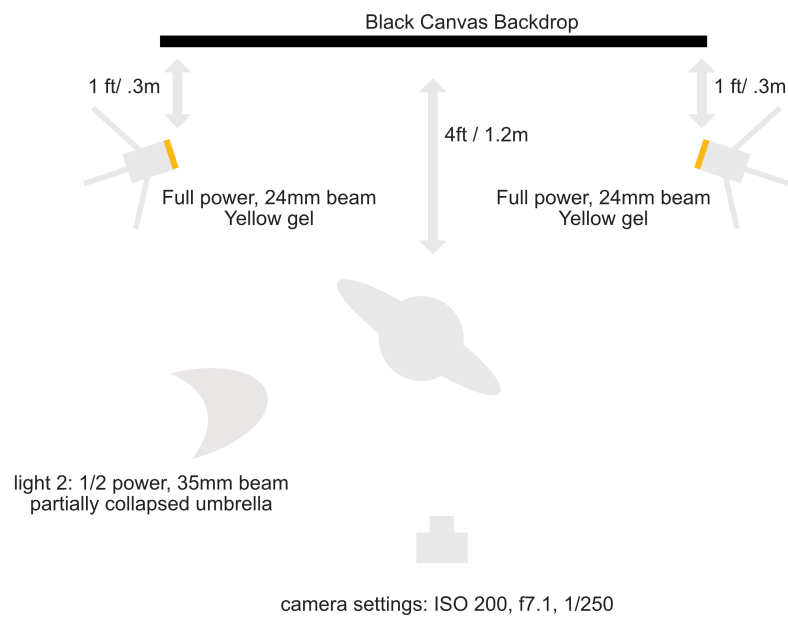 Black Canvas Backdrop
1 ft/ .3m
1 ft/ .3m
4ft / 1.2m
Full power, 24mm beam
Yellow gel
Full power, 24mm beam
Yellow gel
light 2: 1/2 power, 35mm beam
partially collapsed umbrella
camera settings: ISO 200, f7.1, 1/250